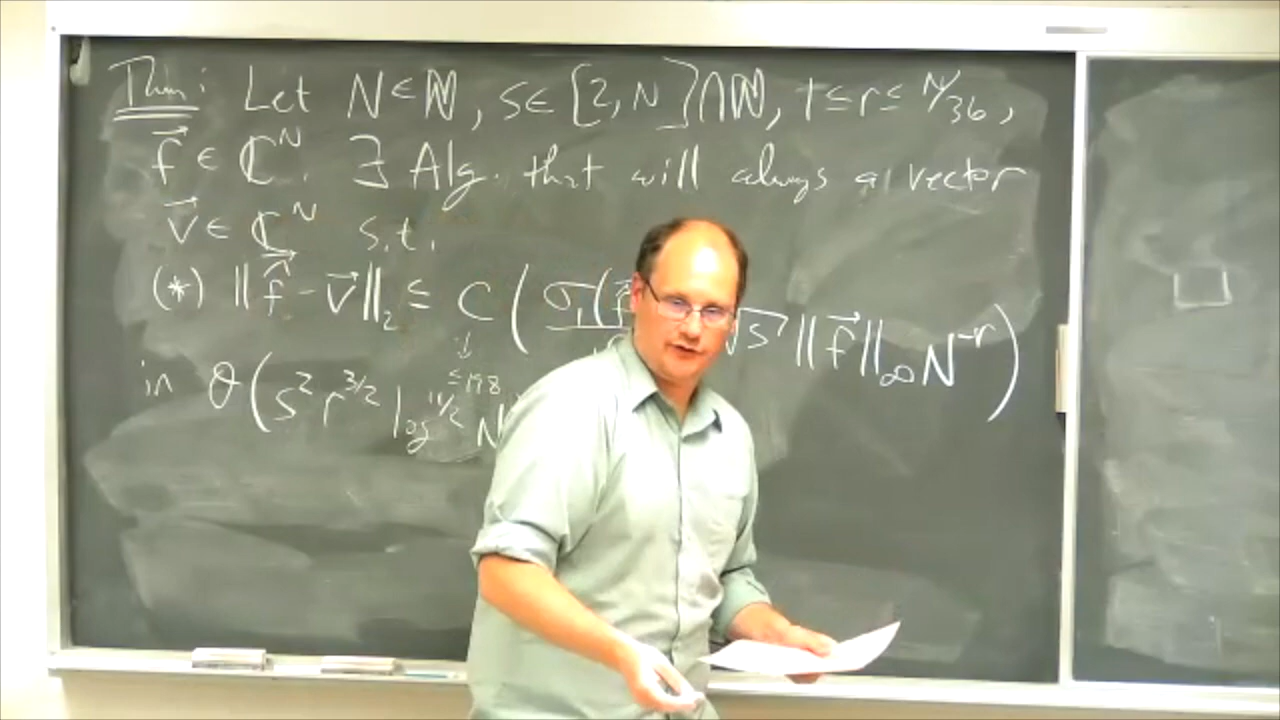 Thm: Let N ∈ ℕ, s ∈ [2, N] ∩ ℕ, 1 ≤ r ≤ N/36,
f⃗ ∈ ℂ^N. ∃ Alg. that will always a vector
v⃗ ∈ ℂ^N s.t.
(*) ‖f⃗^ - v⃗‖₂ ≤ C ( σ₁(f √s ‖f⃗‖_∞ N^{-r} )
↓ ≤198
in O(s² r^{3/2} log^{11/2} N